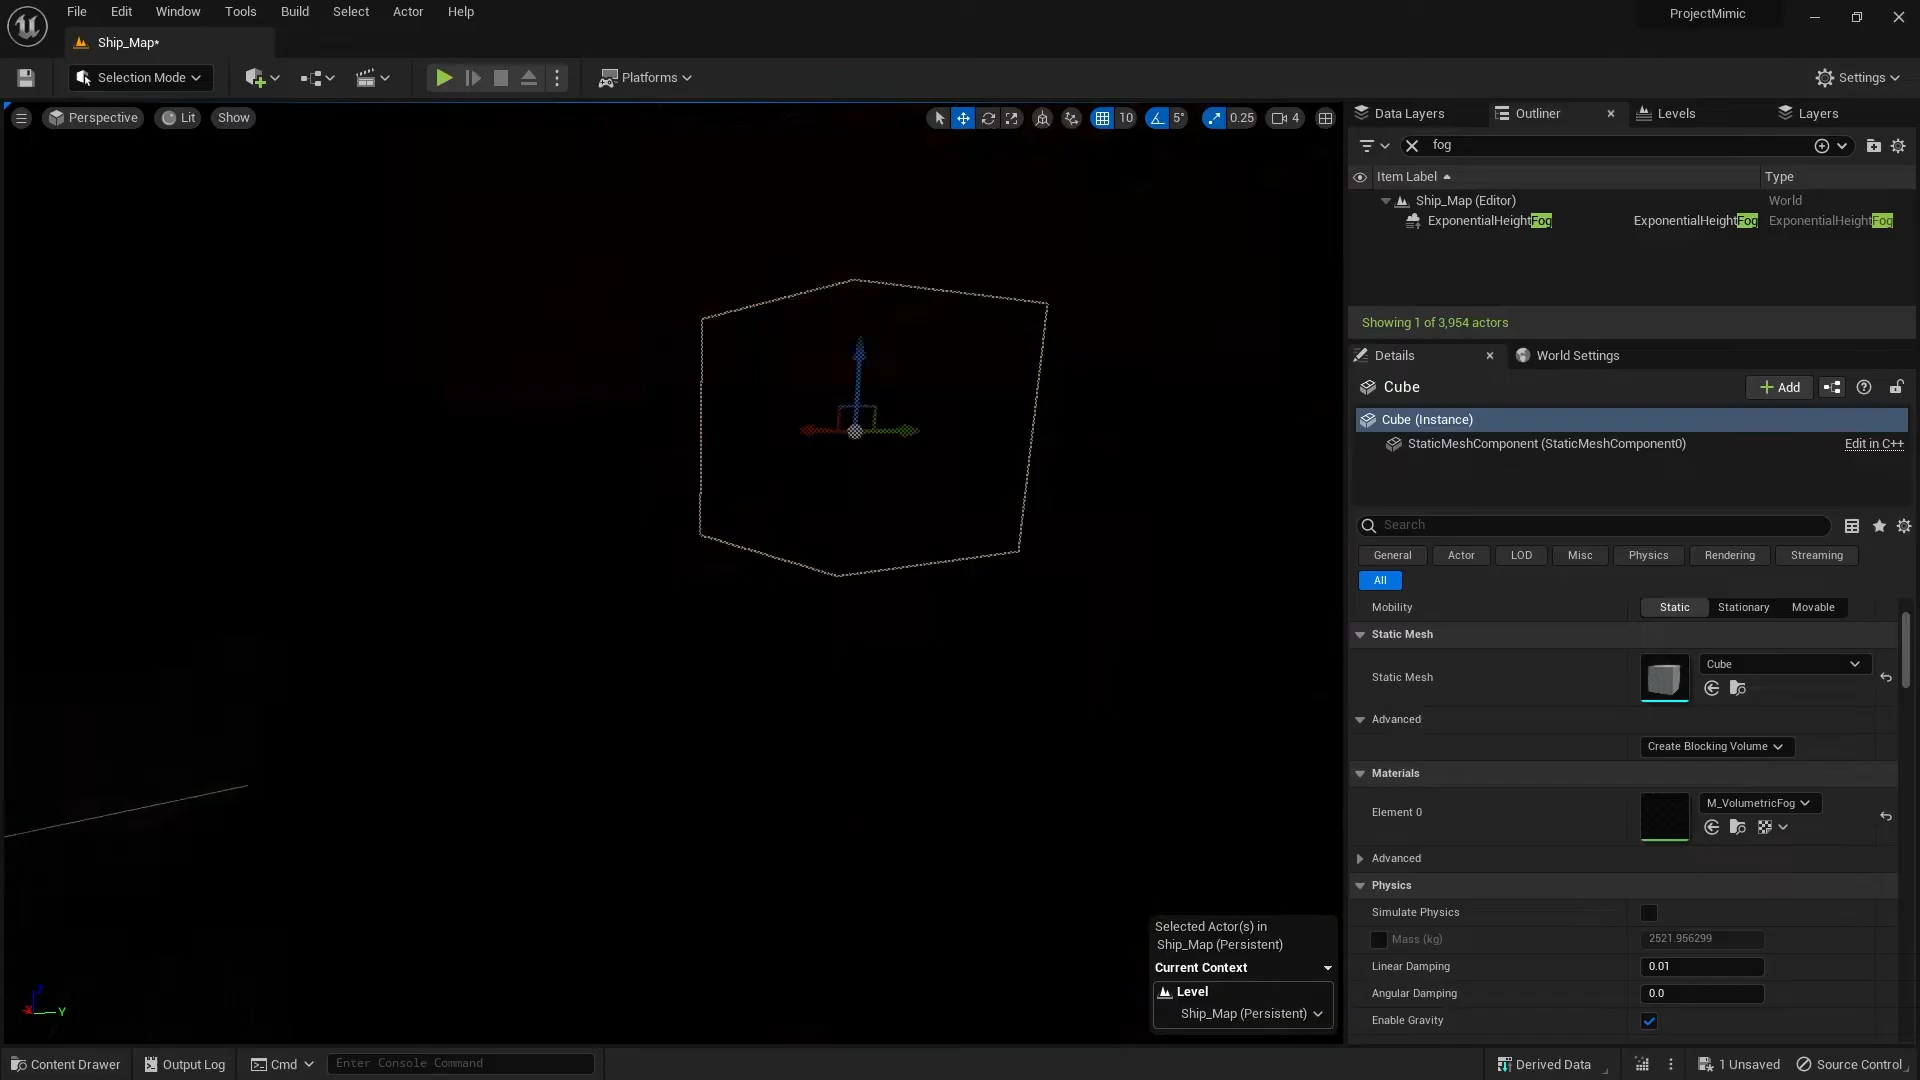 File Edit Window Tools Build Select Actor Help
ProjectMimic
Ship_Map*
Selection Mode
Platforms
Settings
Perspective Lit Show
10 5° 0.25 4
Data Layers Outliner Levels Layers
fog
Item Label Type
Ship_Map (Editor) World
ExponentialHeightFog ExponentialHeightFog ExponentialHeightFog
Showing 1 of 3,954 actors
Details World Settings
Cube Add
Cube (Instance)
StaticMeshComponent (StaticMeshComponent0) Edit in C++
Search
General Actor LOD Misc Physics Rendering Streaming
All
Mobility Static Stationary Movable
Static Mesh
Static Mesh Cube
Advanced
Create Blocking Volume
Materials
Element 0 M_VolumetricFog
Advanced
Physics
Simulate Physics
Mass (kg) 2521.956299
Linear Damping 0.01
Angular Damping 0.0
Enable Gravity
Selected Actor(s) in
Ship_Map (Persistent)
Current Context
Level
Ship_Map (Persistent)
X Y Z
Content Drawer Output Log Cmd Enter Console Command
Derived Data 1 Unsaved Source Control